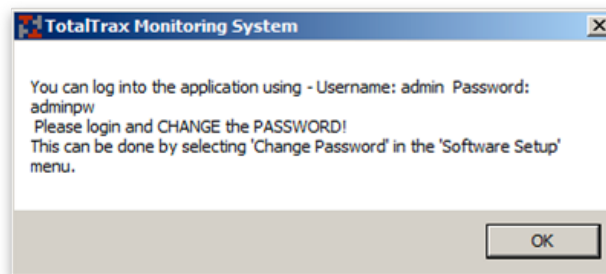 TotalTrax Monitoring System
You can log into the application using - Username: admin  Password:
adminpw
Please login and CHANGE the PASSWORD!
This can be done by selecting 'Change Password' in the 'Software Setup'
menu.
OK